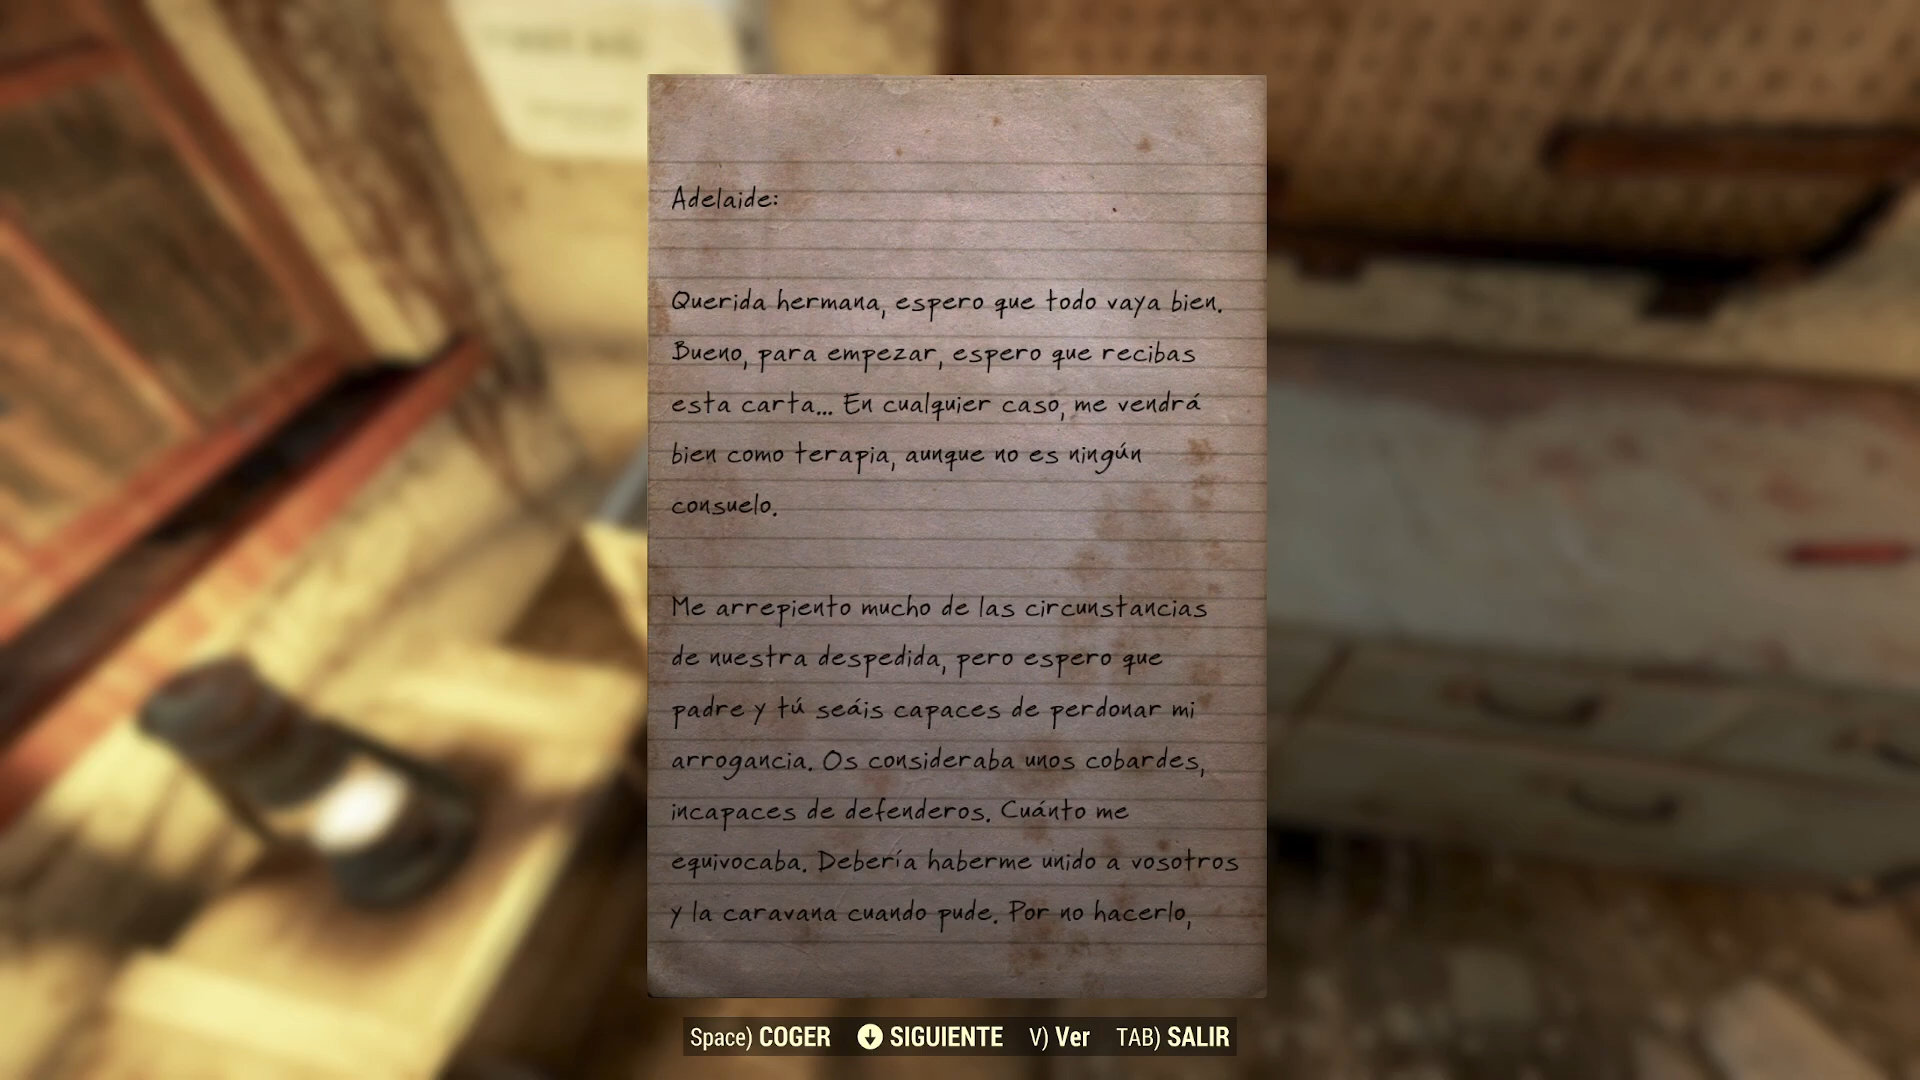 Adelaide:
Querida hermana, espero que todo vaya bien.
Bueno, para empezar, espero que recibas
esta carta... En cualquier caso, me vendrá
bien como terapia, aunque no es ningún
consuelo.
Me arrepiento mucho de las circunstancias
de nuestra despedida, pero espero que
padre y tú seáis capaces de perdonar mi
arrogancia. Os consideraba unos cobardes,
incapaces de defenderos. Cuánto me
equivocaba. Debería haberme unido a vosotros
y la caravana cuando pude. Por no hacerlo,
Space) COGER SIGUIENTE V) Ver TAB) SALIR